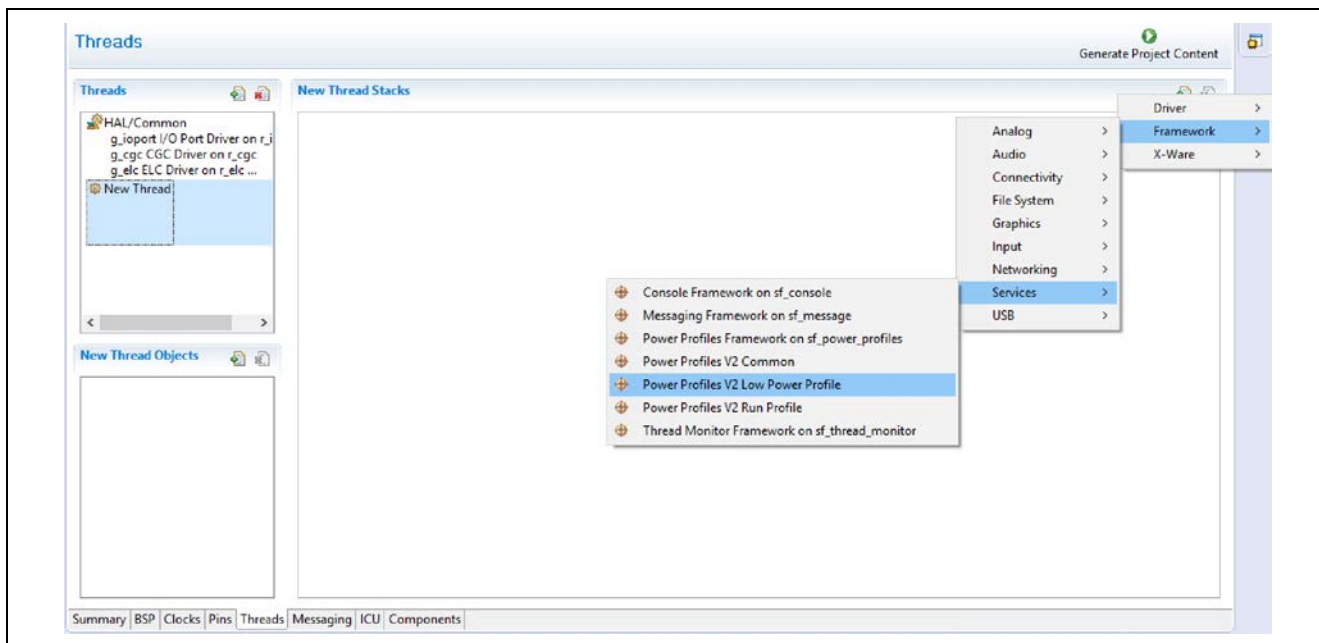 Threads
Generate Project Content
Threads
HAL/Common
g_ioport I/O Port Driver on r_i
g_cgc CGC Driver on r_cgc
g_elc ELC Driver on r_elc ...
New Thread
New Thread Stacks
Driver
Framework
X-Ware
Analog
Audio
Connectivity
File System
Graphics
Input
Networking
Services
USB
Console Framework on sf_console
Messaging Framework on sf_message
Power Profiles Framework on sf_power_profiles
Power Profiles V2 Common
Power Profiles V2 Low Power Profile
Power Profiles V2 Run Profile
Thread Monitor Framework on sf_thread_monitor
New Thread Objects
Summary BSP Clocks Pins Threads Messaging ICU Components